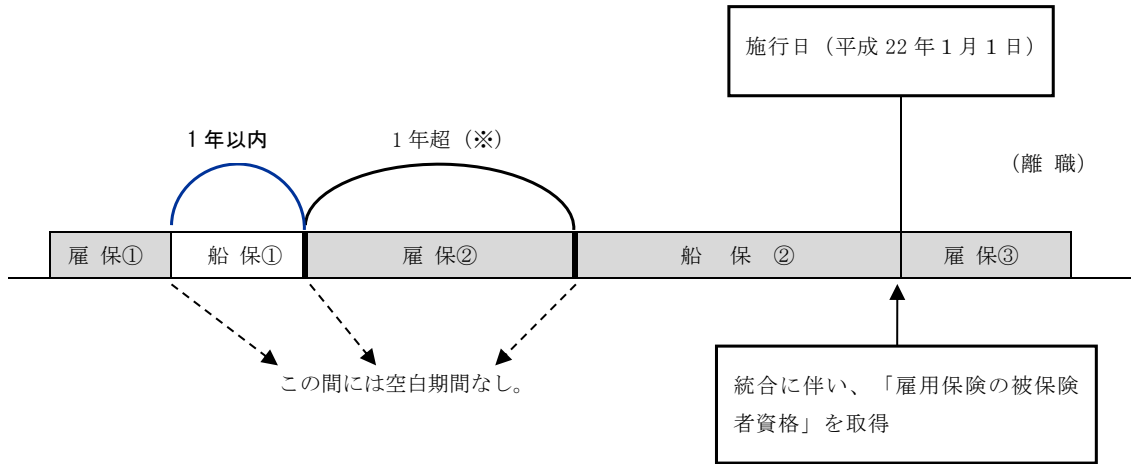 施行日（平成 22 年１月１日）
１年以内
１年超（※）
（離 職）
雇 保①
船 保①
雇 保②
船 保 ②
雇 保③
この間には空白期間なし。
統合に伴い、「雇用保険の被保険
者資格」を取得